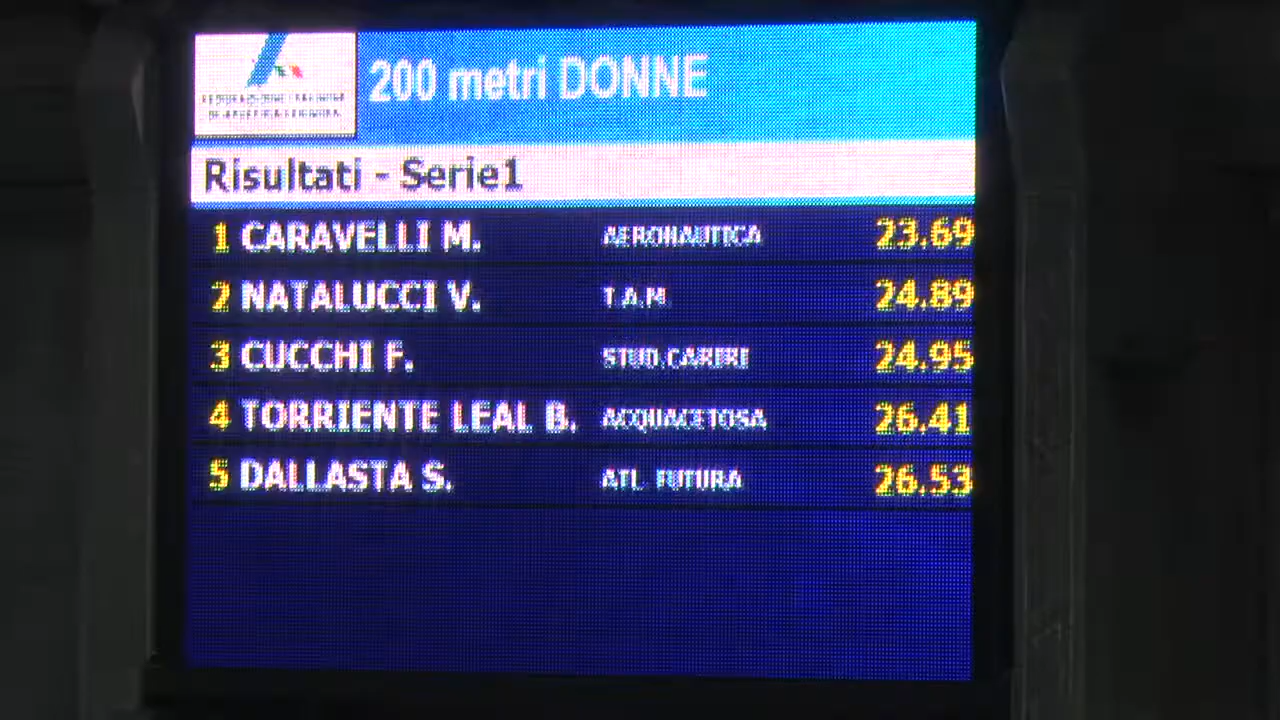 200 metri DONNE
Risultati - Serie1
1 CARAVELLI M. AERONAUTICA 23.69
2 NATALUCCI V. T.A.M 24.89
3 CUCCHI F. STUD.CARIRI 24.95
4 TORRIENTE LEAL B. ACQUACETOSA 26.41
5 DALLASTA S. ATL. FUTURA 26.53